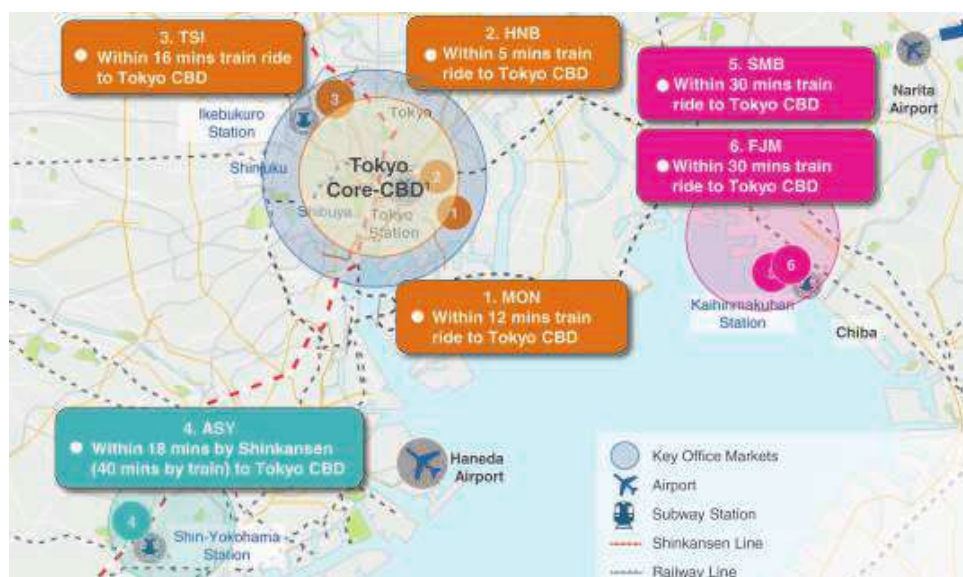 3. TSI
Within 16 mins train ride
to Tokyo CBD
2. HNB
Within 5 mins train
ride to Tokyo CBD
5. SMB
Within 30 mins train
ride to Tokyo CBD
Narita
Airport
6. FJM
Within 30 mins train
ride to Tokyo CBD
Ikebukuro
Station
3
Tokyo
Shinjuku
Tokyo
Core-CBD¹
2
Shibuya
Tokyo
Station
1
6
Kaihinmakuhari
Station
Chiba
1. MON
Within 12 mins train
ride to Tokyo CBD
4. ASY
Within 18 mins by Shinkansen
(40 mins by train) to Tokyo CBD
Haneda
Airport
4
Shin-Yokohama
Station
Key Office Markets
Airport
Subway Station
Shinkansen Line
Railway Line